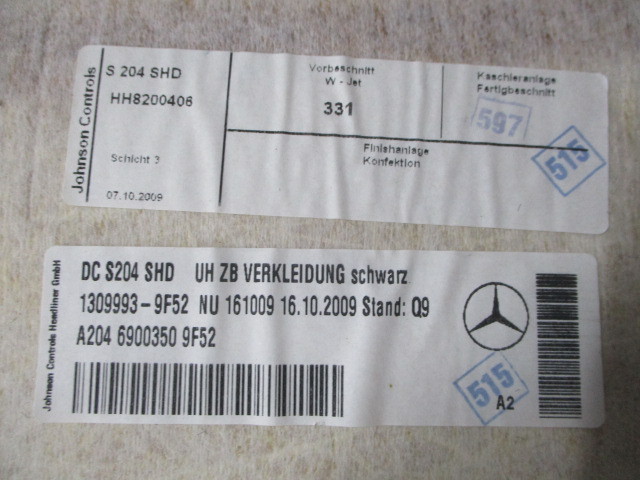 Johnson Controls
S 204 SHD
HH8200406
Schicht 3
07.10.2009
Vorbeschnitt
W - Jet
331
Kaschieranlage
Fertigbeschnitt
597
Finishanlage
Konfektion
515
Johnson Controls Headliner GmbH
DC S204 SHD UH ZB VERKLEIDUNG schwarz
1309993-9F52 NU 161009 16.10.2009 Stand: Q9
A204 6900350 9F52
515
A2